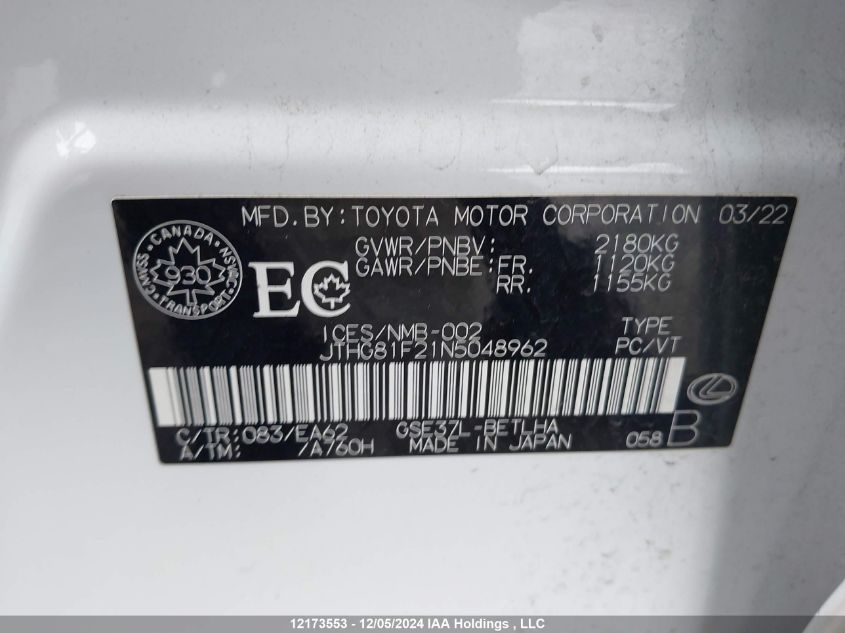 MFD. BY: TOYOTA MOTOR CORPORATION 03/22
CANADA
CMVSS NSVAC
930
TRANSPORT
GVWR/PNBV: 2180KG
GAWR/PNBE: FR. 1120KG
RR. 1155KG
EC
ICES/NMB-002 TYPE
JTHG81F21N5048962 PC/VT
C/TR: 083/EA62 GSE37L-BETLHA
A/TM: /A760H MADE IN JAPAN 058 B
12173553 - 12/05/2024 IAA Holdings , LLC